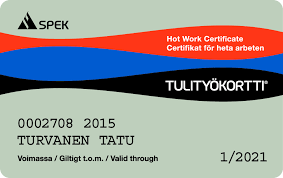 SPEK
Hot Work Certificate
Certifikat för heta arbeten
TULITYÖKORTTI®
0002708 2015
TURVANEN TATU
Voimassa / Giltigt t.o.m. / Valid through 1/2021